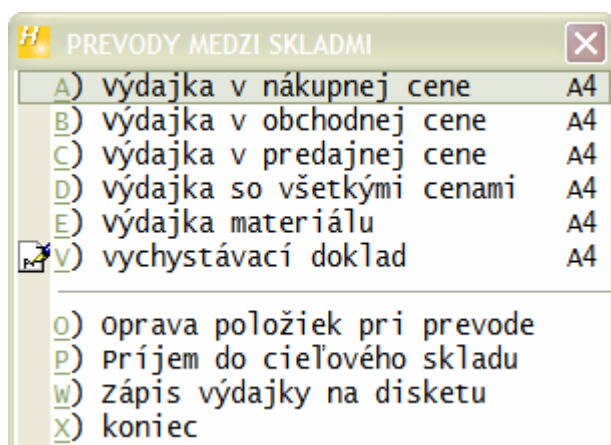 H PREVODY MEDZI SKLADMI
A) Výdajka v nákupnej cene A4
B) Výdajka v obchodnej cene A4
C) Výdajka v predajnej cene A4
D) Výdajka so všetkými cenami A4
E) Výdajka materiálu A4
V) vychystávací doklad A4
O) Oprava položiek pri prevode
P) Príjem do cieľového skladu
W) Zápis výdajky na disketu
X) koniec